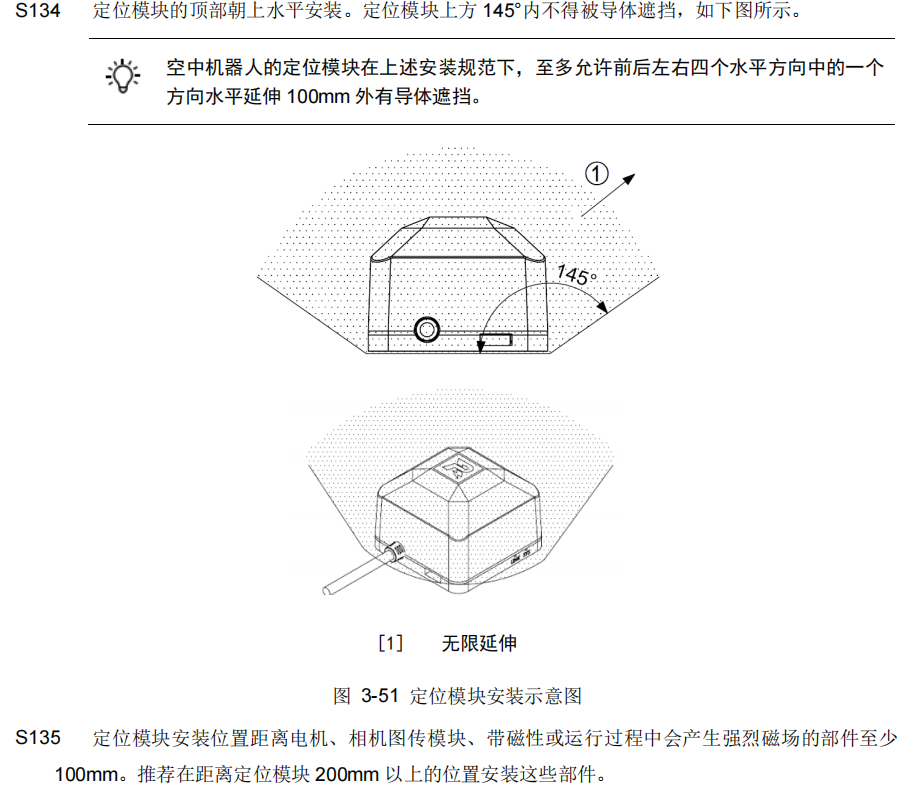 S134 定位模块的顶部朝上水平安装。定位模块上方 145°内不得被导体遮挡，如下图所示。
空中机器人的定位模块在上述安装规范下，至多允许前后左右四个水平方向中的一个
方向水平延伸 100mm 外有导体遮挡。
①
145°
[1] 无限延伸
图 3-51 定位模块安装示意图
S135 定位模块安装位置距离电机、相机图传模块、带磁性或运行过程中会产生强烈磁场的部件至少
100mm。推荐在距离定位模块 200mm 以上的位置安装这些部件。